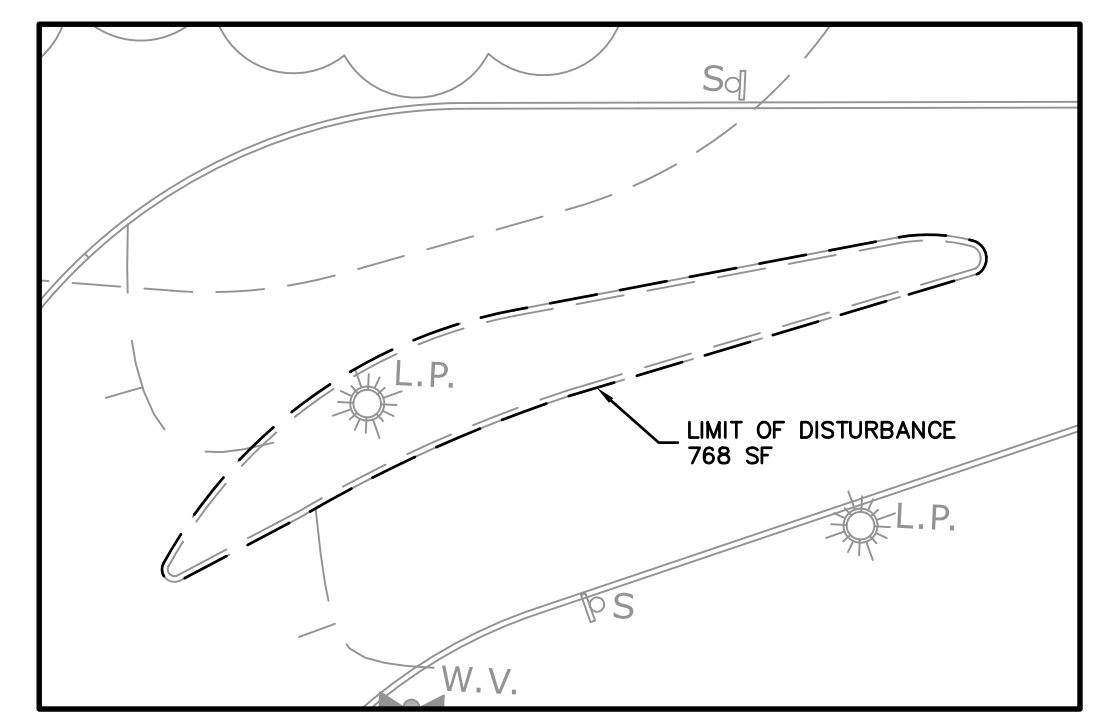 S
L.P.
LIMIT OF DISTURBANCE
768 SF
L.P.
S
W.V.